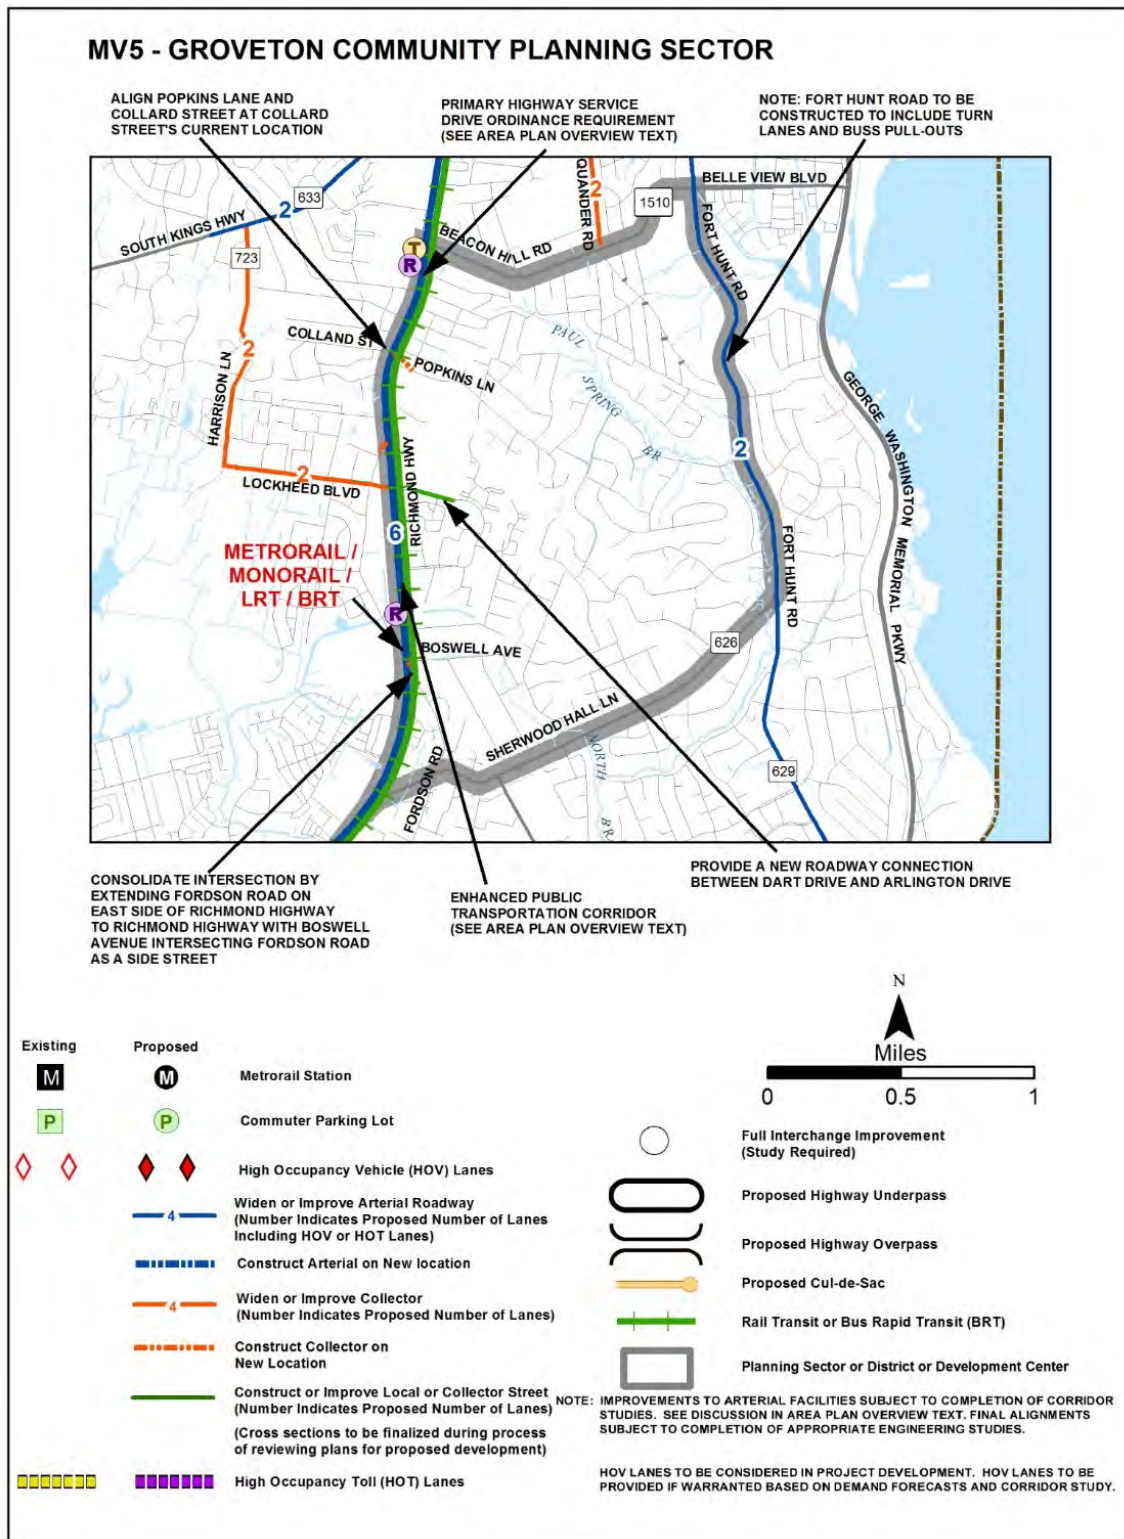 MV5 - GROVETON COMMUNITY PLANNING SECTOR
ALIGN POPKINS LANE AND
COLLARD STREET AT COLLARD
STREET'S CURRENT LOCATION
PRIMARY HIGHWAY SERVICE
DRIVE ORDINANCE REQUIREMENT
(SEE AREA PLAN OVERVIEW TEXT)
NOTE: FORT HUNT ROAD TO BE
CONSTRUCTED TO INCLUDE TURN
LANES AND BUSS PULL-OUTS
SOUTH KINGS HWY
2
633
723
HARRISON LN
2
COLLAND ST
POPKINS LN
T
R
BEACON HILL RD
QUANDER RD
2
1510
BELLE VIEW BLVD
FORT HUNT RD
PAUL
SPRING
BR
2
GEORGE WASHINGTON MEMORIAL PKWY
2
LOCKHEED BLVD
RICHMOND HWY
6
METRORAIL /
MONORAIL /
LRT / BRT
R
BOSWELL AVE
FORT HUNT RD
626
SHERWOOD HALL LN
NORTH
BR
FORDSON RD
629
CONSOLIDATE INTERSECTION BY
EXTENDING FORDSON ROAD ON
EAST SIDE OF RICHMOND HIGHWAY
TO RICHMOND HIGHWAY WITH BOSWELL
AVENUE INTERSECTING FORDSON ROAD
AS A SIDE STREET
ENHANCED PUBLIC
TRANSPORTATION CORRIDOR
(SEE AREA PLAN OVERVIEW TEXT)
PROVIDE A NEW ROADWAY CONNECTION
BETWEEN DART DRIVE AND ARLINGTON DRIVE
N
Miles
0 0.5 1
Existing Proposed
M M Metrorail Station
P P Commuter Parking Lot
High Occupancy Vehicle (HOV) Lanes
4 Widen or Improve Arterial Roadway
(Number Indicates Proposed Number of Lanes
Including HOV or HOT Lanes)
Construct Arterial on New location
4 Widen or Improve Collector
(Number Indicates Proposed Number of Lanes)
Construct Collector on
New Location
Construct or Improve Local or Collector Street
(Number Indicates Proposed Number of Lanes)
(Cross sections to be finalized during process
of reviewing plans for proposed development)
High Occupancy Toll (HOT) Lanes
Full Interchange Improvement
(Study Required)
Proposed Highway Underpass
Proposed Highway Overpass
Proposed Cul-de-Sac
Rail Transit or Bus Rapid Transit (BRT)
Planning Sector or District or Development Center
NOTE: IMPROVEMENTS TO ARTERIAL FACILITIES SUBJECT TO COMPLETION OF CORRIDOR
STUDIES. SEE DISCUSSION IN AREA PLAN OVERVIEW TEXT. FINAL ALIGNMENTS
SUBJECT TO COMPLETION OF APPROPRIATE ENGINEERING STUDIES.
HOV LANES TO BE CONSIDERED IN PROJECT DEVELOPMENT. HOV LANES TO BE
PROVIDED IF WARRANTED BASED ON DEMAND FORECASTS AND CORRIDOR STUDY.